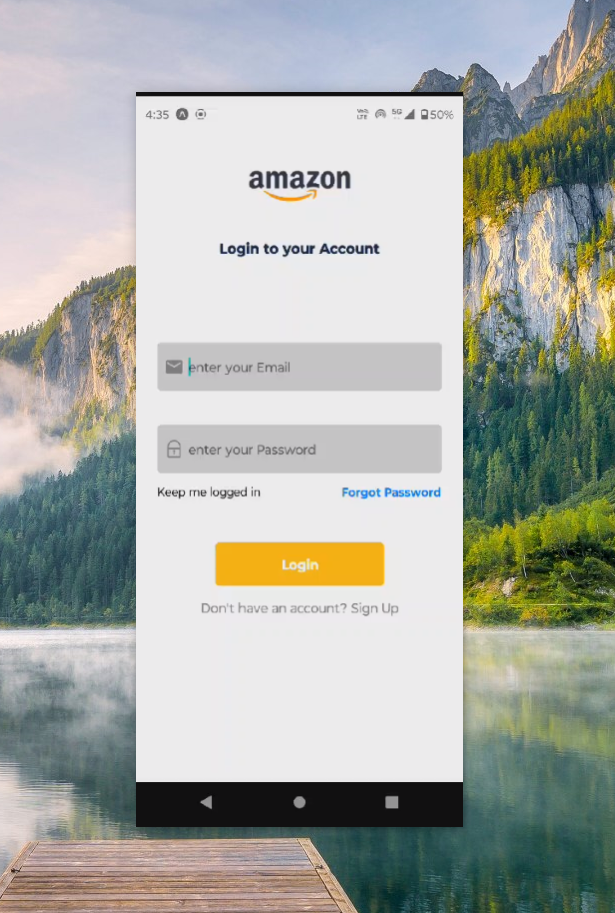 4:35 Vo) LTE 5G 50%
amazon
Login to your Account
enter your Email
enter your Password
Keep me logged in Forgot Password
Login
Don't have an account? Sign Up